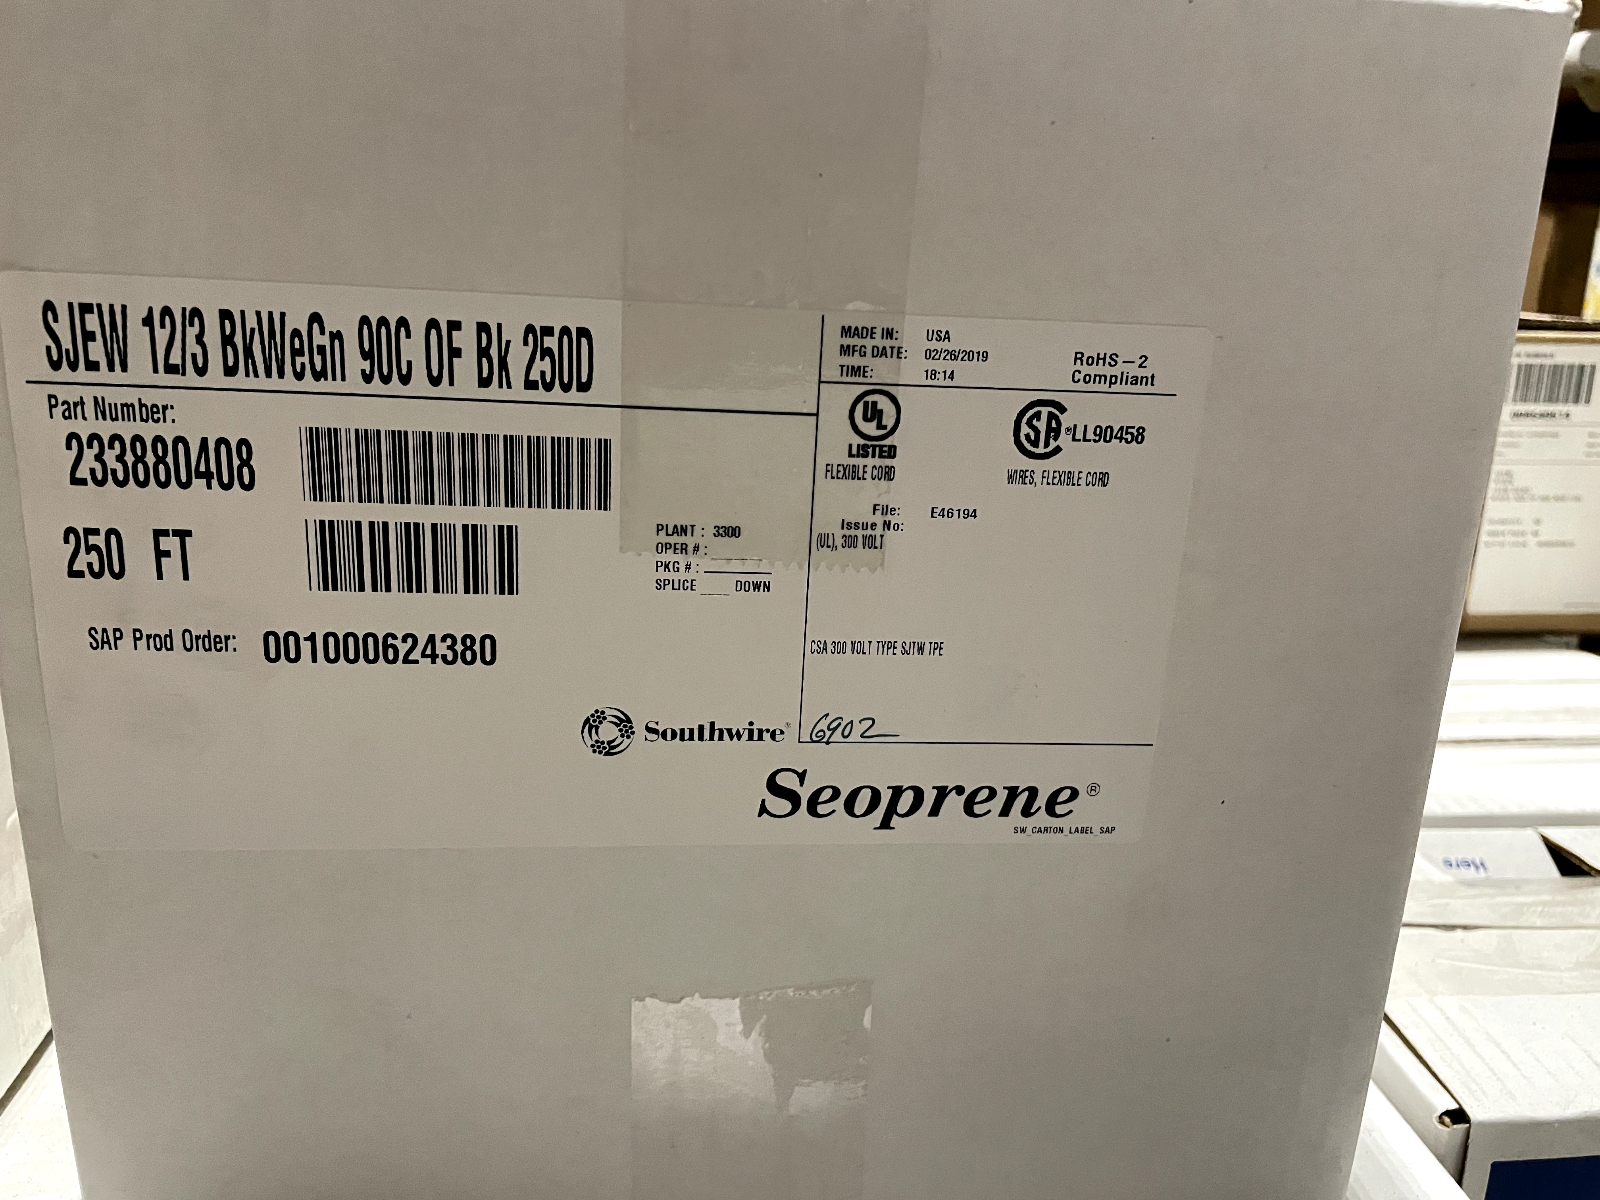 SJEW 12/3 BkWeGn 90C OF Bk 250D
Part Number:
233880408
250 FT
SAP Prod Order: 001000624380
PLANT : 3300
OPER # :
PKG # :
SPLICE ____ DOWN
MADE IN: USA
MFG DATE: 02/26/2019
TIME: 18:14
RoHS-2
Compliant
UL
LISTED
FLEXIBLE CORD
SA ® LL90458
WIRES, FLEXIBLE CORD
File: E46194
Issue No:
(UL), 300 VOLT
CSA 300 VOLT TYPE SJTW TPE
6902
Southwire®
Seoprene®
SW_CARTON_LABEL_SAP
Here